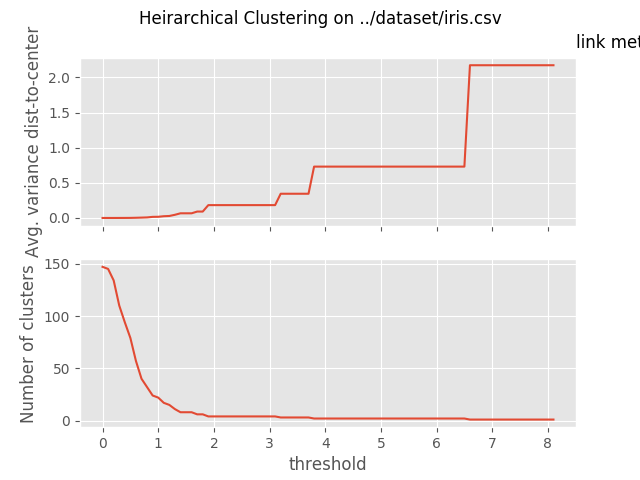 Heirarchical Clustering on ../dataset/iris.csv
link
Avg. variance dist-to-center
2.0
1.5
1.0
0.5
0.0
Number of clusters
150
100
50
0
0 1 2 3 4 5 6 7 8
threshold